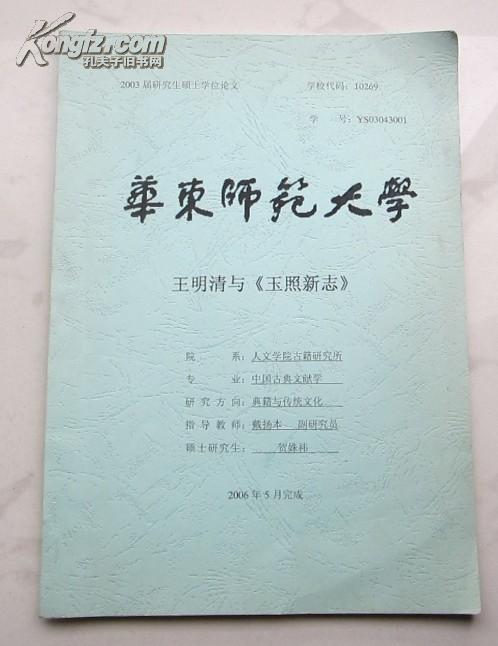 Kongfz.com
孔夫子旧书网
2003 届研究生硕士学位论文 学校代码：10269
学 号：YS03043001
華東師範大學
王明清与《玉照新志》
院 系：人文学院古籍研究所
专 业：中国古典文献学
研究方向：典籍与传统文化
指导教师：戴扬本 副研究员
硕士研究生：贺姝祎
2006 年 5 月完成